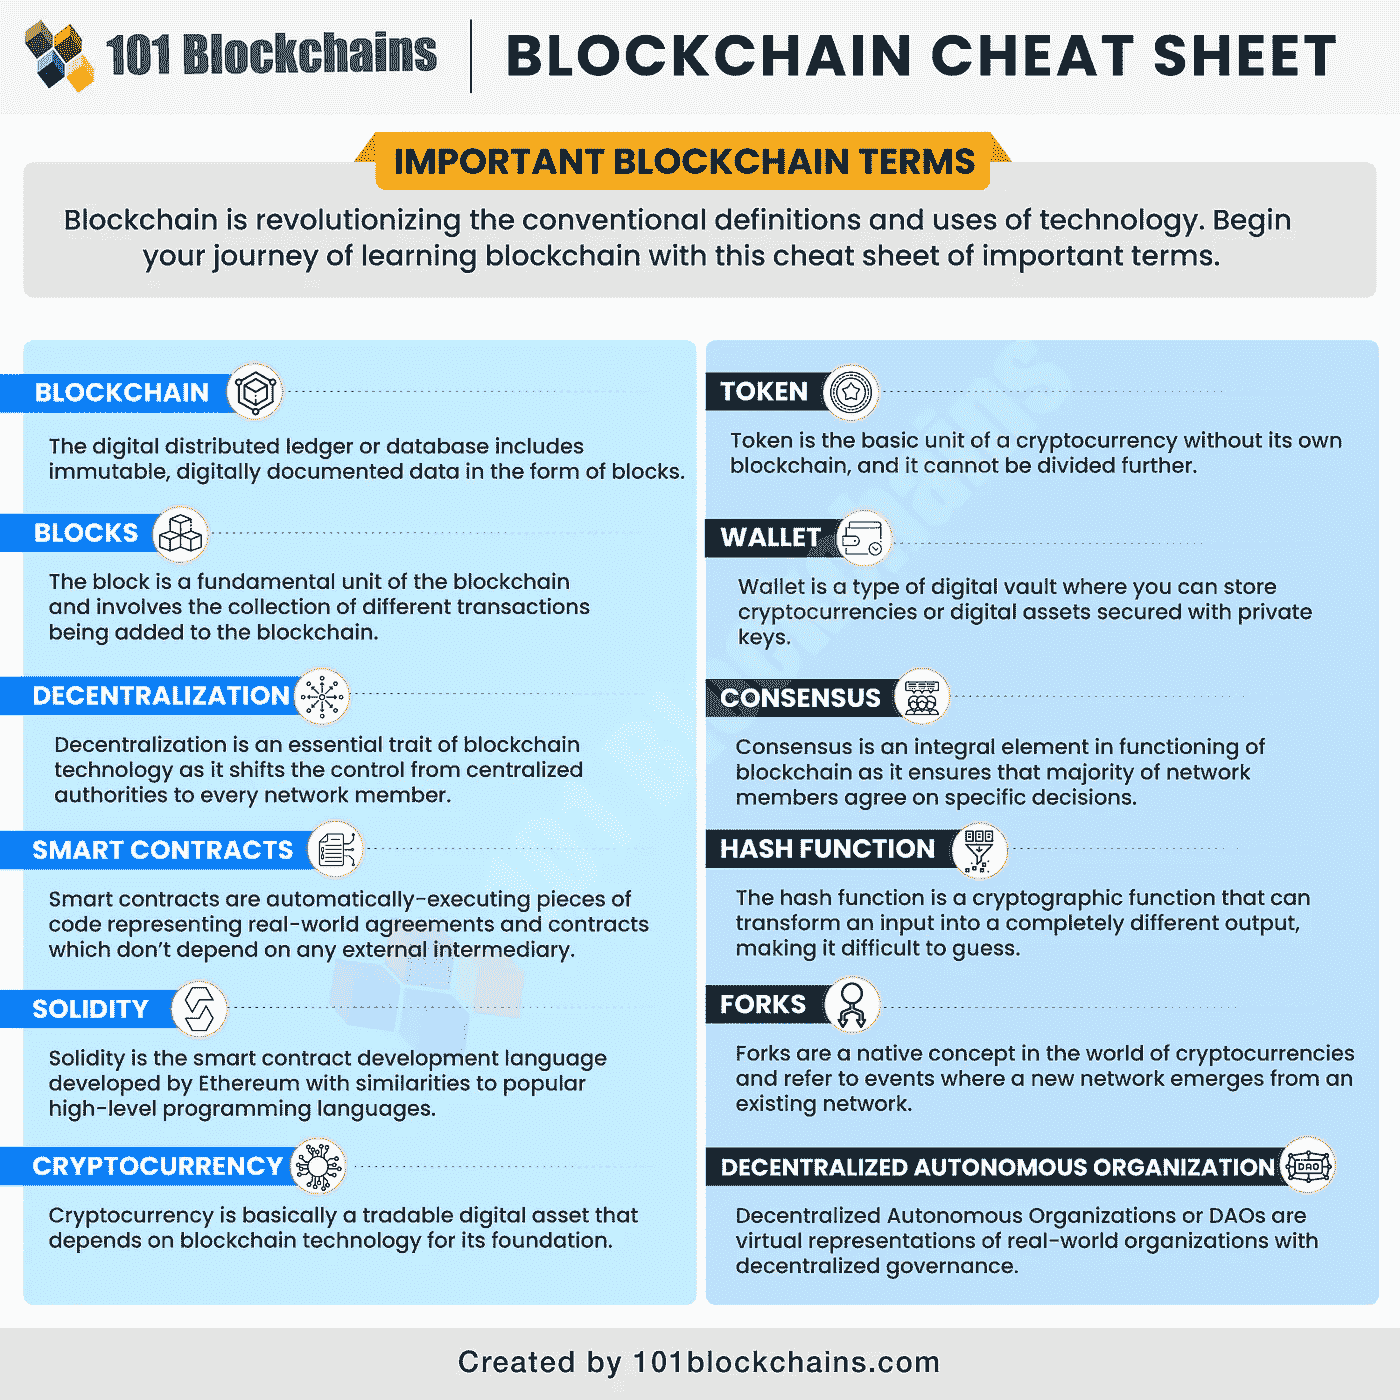 101 Blockchains
BLOCKCHAIN CHEAT SHEET
IMPORTANT BLOCKCHAIN TERMS
Blockchain is revolutionizing the conventional definitions and uses of technology. Begin
your journey of learning blockchain with this cheat sheet of important terms.
BLOCKCHAIN
The digital distributed ledger or database includes
immutable, digitally documented data in the form of blocks.
BLOCKS
The block is a fundamental unit of the blockchain
and involves the collection of different transactions
being added to the blockchain.
DECENTRALIZATION
Decentralization is an essential trait of blockchain
technology as it shifts the control from centralized
authorities to every network member.
SMART CONTRACTS
Smart contracts are automatically-executing pieces of
code representing real-world agreements and contracts
which don't depend on any external intermediary.
SOLIDITY
Solidity is the smart contract development language
developed by Ethereum with similarities to popular
high-level programming languages.
CRYPTOCURRENCY
Cryptocurrency is basically a tradable digital asset that
depends on blockchain technology for its foundation.
TOKEN
Token is the basic unit of a cryptocurrency without its own
blockchain, and it cannot be divided further.
WALLET
Wallet is a type of digital vault where you can store
cryptocurrencies or digital assets secured with private
keys.
CONSENSUS
Consensus is an integral element in functioning of
blockchain as it ensures that majority of network
members agree on specific decisions.
HASH FUNCTION
The hash function is a cryptographic function that can
transform an input into a completely different output,
making it difficult to guess.
FORKS
Forks are a native concept in the world of cryptocurrencies
and refer to events where a new network emerges from an
existing network.
DECENTRALIZED AUTONOMOUS ORGANIZATION
DAO
Decentralized Autonomous Organizations or DAOs are
virtual representations of real-world organizations with
decentralized governance.
101 Blockchains
Created by 101blockchains.com